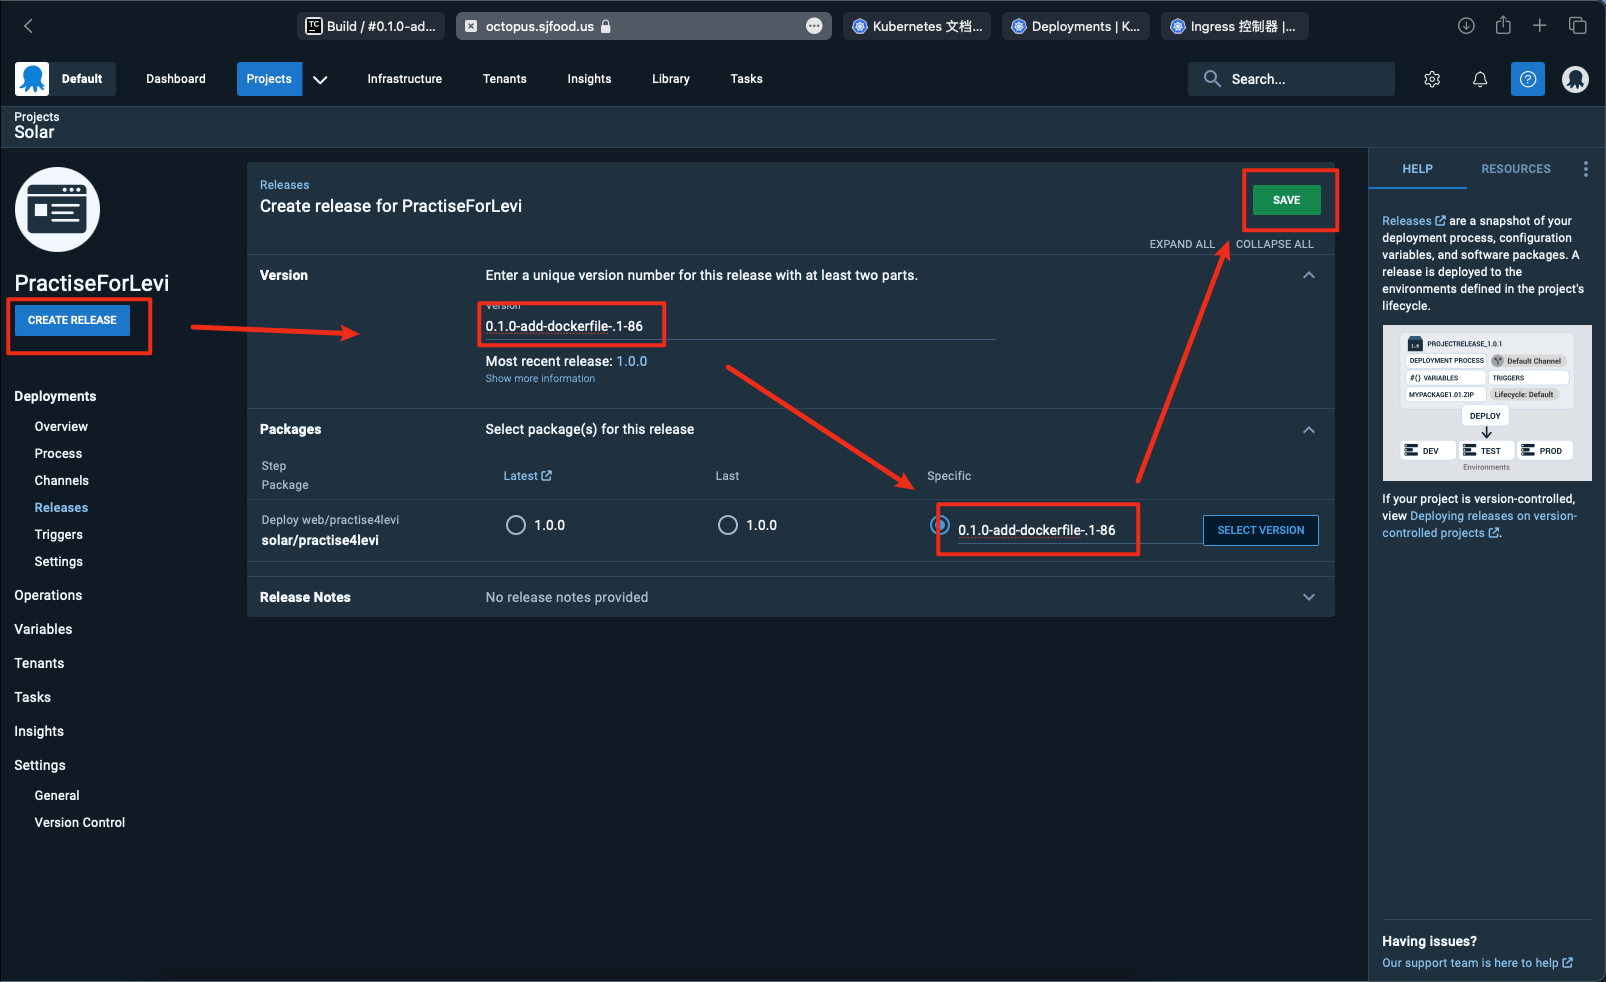 Build / #0.1.0-ad...
octopus.sjfood.us
Kubernetes 文档...
Deployments | K...
Ingress 控制器 |...
Default
Dashboard
Projects
Infrastructure
Tenants
Insights
Library
Tasks
Search...
Projects
Solar
PractiseForLevi
CREATE RELEASE
Deployments
Overview
Process
Channels
Releases
Triggers
Settings
Operations
Variables
Tenants
Tasks
Insights
Settings
General
Version Control
Releases
Create release for PractiseForLevi
SAVE
EXPAND ALL
COLLAPSE ALL
Version
Enter a unique version number for this release with at least two parts.
Version
0.1.0-add-dockerfile-.1-86
Most recent release: 1.0.0
Show more information
Packages
Select package(s) for this release
Step
Package
Latest
Last
Specific
Deploy web/practise4levi
solar/practise4levi
1.0.0
1.0.0
0.1.0-add-dockerfile-.1-86
SELECT VERSION
Release Notes
No release notes provided
HELP
RESOURCES
Releases are a snapshot of your
deployment process, configuration
variables, and software packages. A
release is deployed to the
environments defined in the project's
lifecycle.
1.0
PROJECTRELEASE_1.0.1
DEPLOYMENT PROCESS
Default Channel
#{} VARIABLES
TRIGGERS
MYPACKAGE1.01.ZIP
Lifecycle: Default
DEPLOY
DEV
TEST
PROD
Environments
If your project is version-controlled,
view Deploying releases on version-
controlled projects.
Having issues?
Our support team is here to help